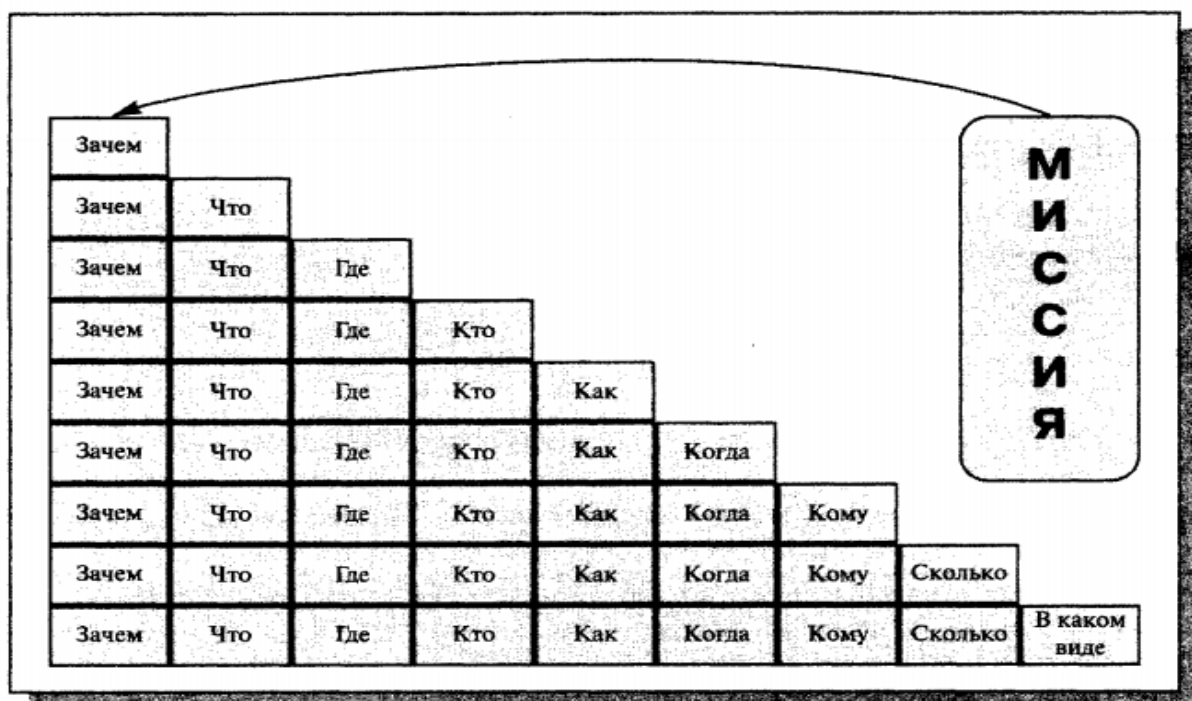 Зачем
Зачем Что
Зачем Что Где
Зачем Что Где Кто
Зачем Что Где Кто Как
Зачем Что Где Кто Как Когда
Зачем Что Где Кто Как Когда Кому
Зачем Что Где Кто Как Когда Кому Сколько
Зачем Что Где Кто Как Когда Кому Сколько В каком виде
МИССИЯ